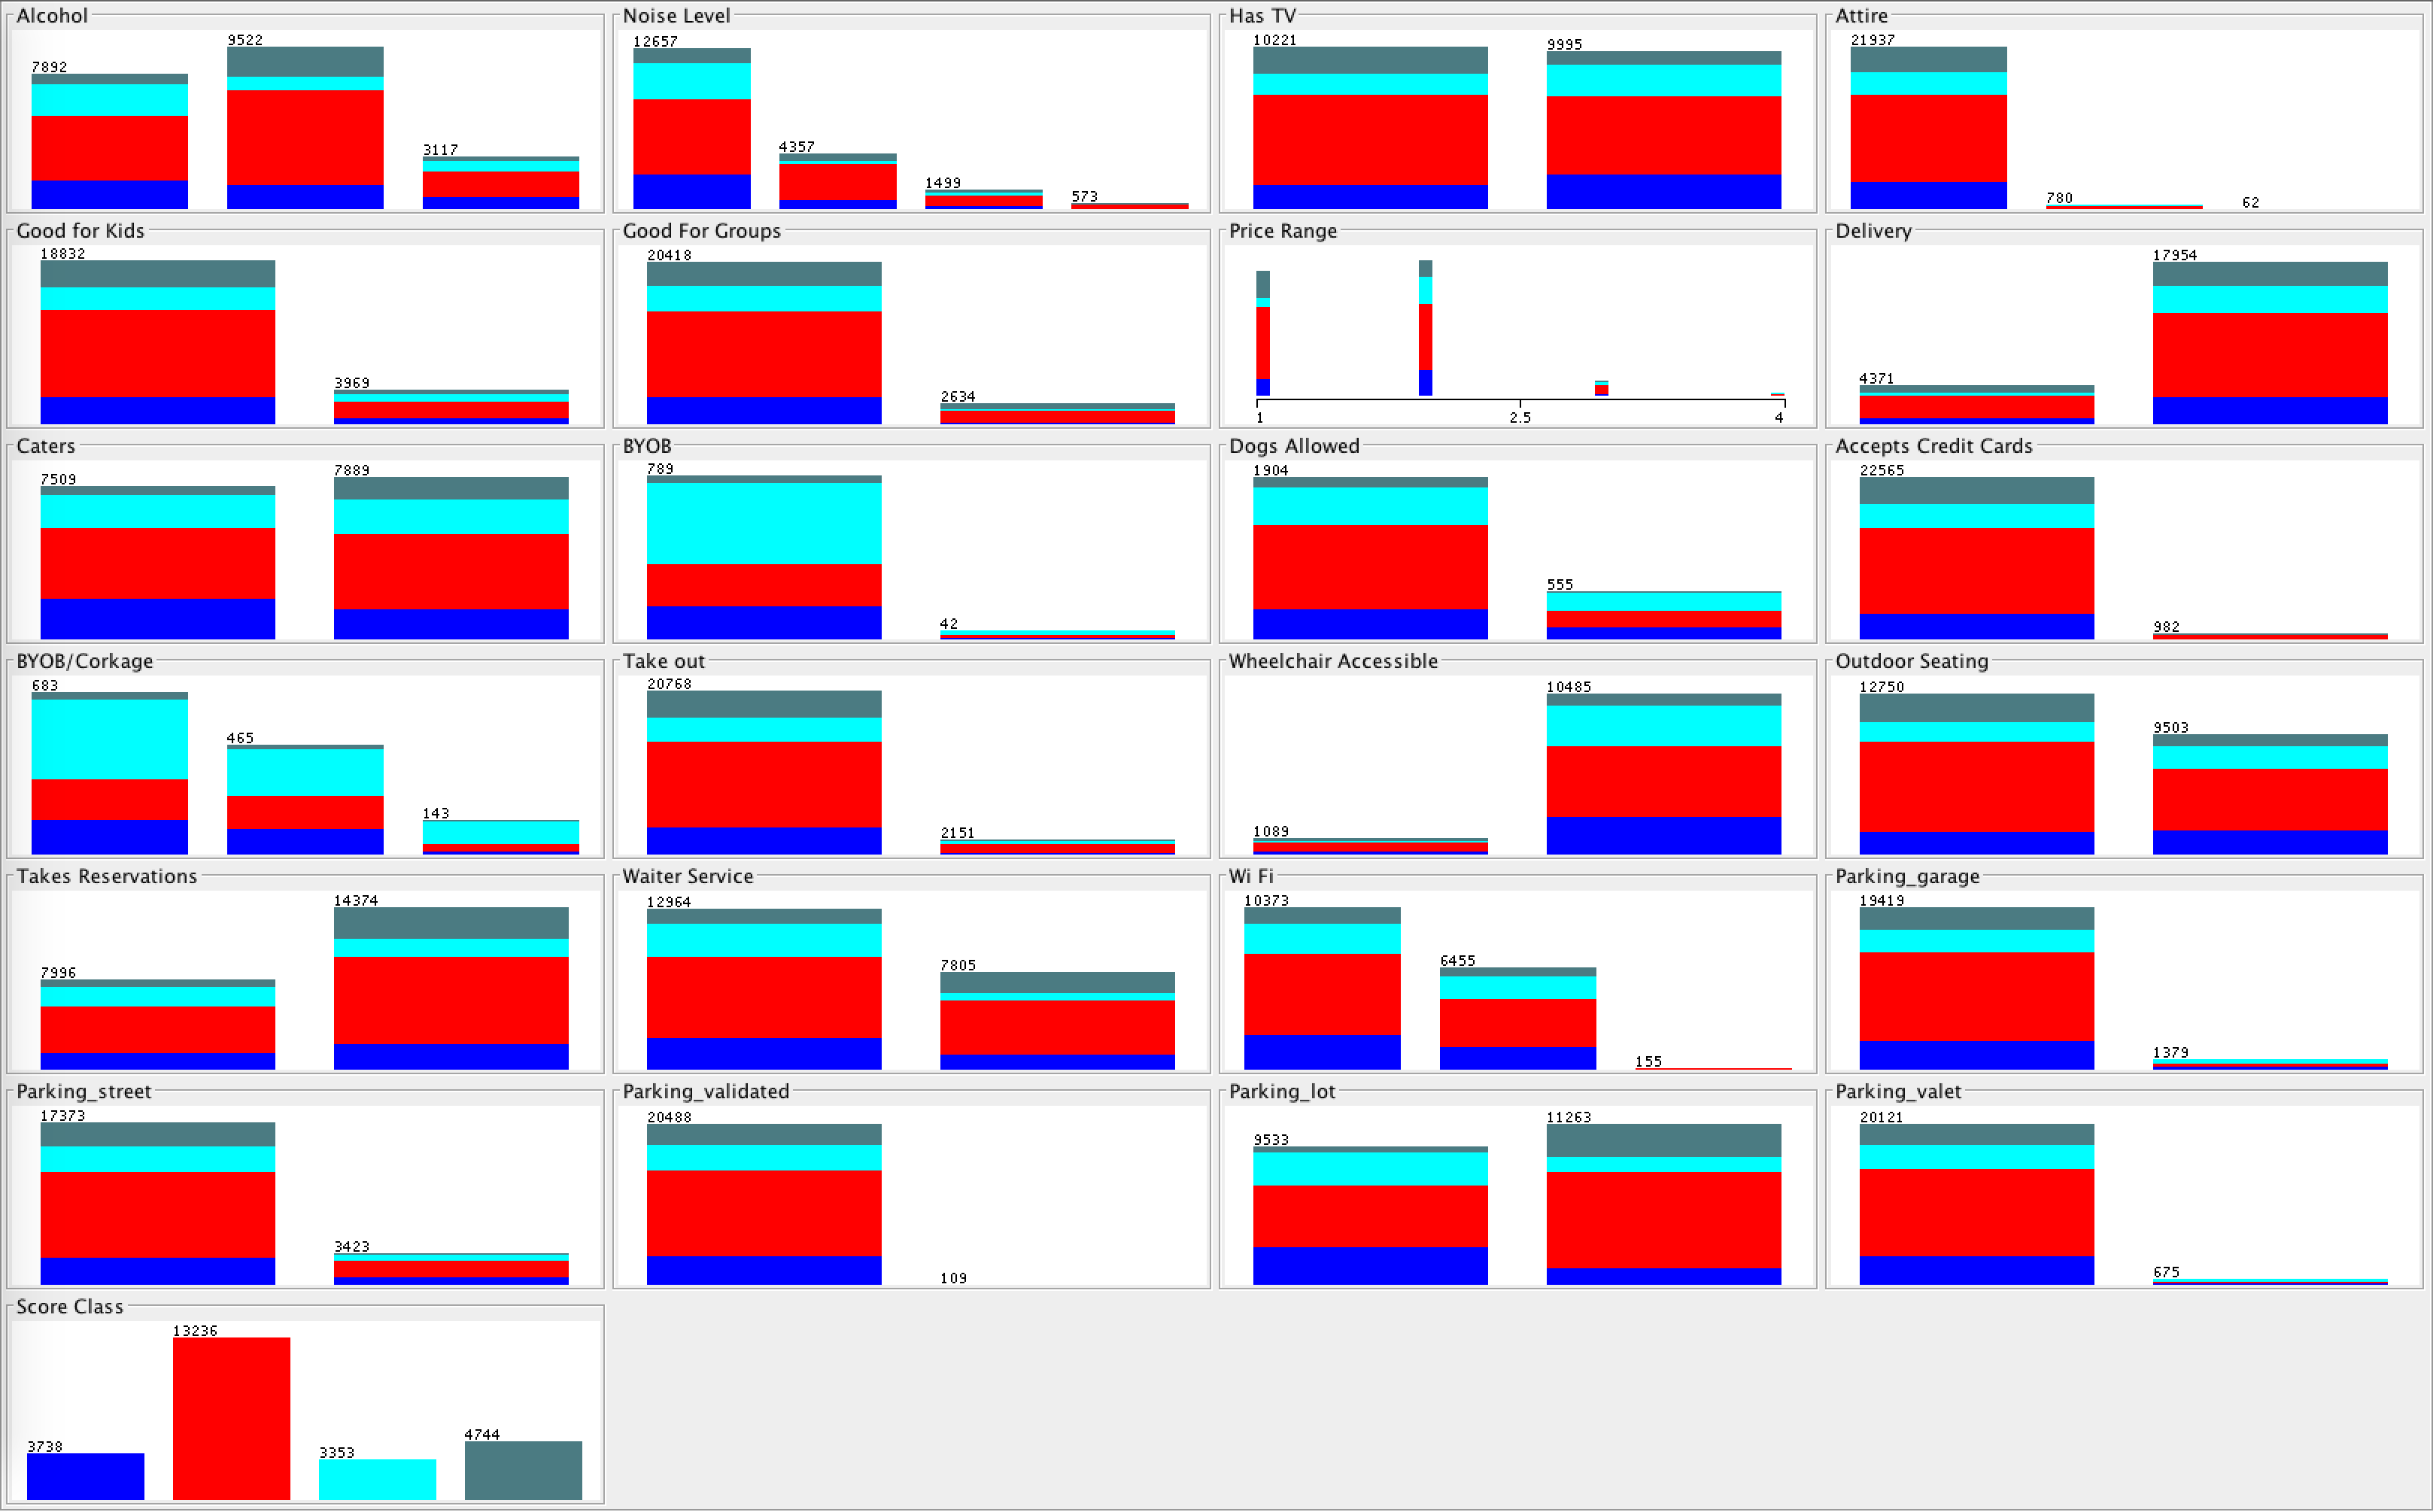 Alcohol
7892
9522
3117
Noise Level
12657
4357
1499
573
Has TV
10221
9995
Attire
21937
780
62
Good for Kids
18832
3969
Good For Groups
20418
2634
Price Range
1
2.5
4
Delivery
4371
17954
Caters
7509
7889
BYOB
789
42
Dogs Allowed
1904
555
Accepts Credit Cards
22565
982
BYOB/Corkage
683
465
143
Take out
20768
2151
Wheelchair Accessible
1089
10485
Outdoor Seating
12750
9503
Takes Reservations
7996
14374
Waiter Service
12964
7805
Wi Fi
10373
6455
155
Parking_garage
19419
1379
Parking_street
17373
3423
Parking_validated
20488
109
Parking_lot
9533
11263
Parking_valet
20121
675
Score Class
3738
13236
3353
4744